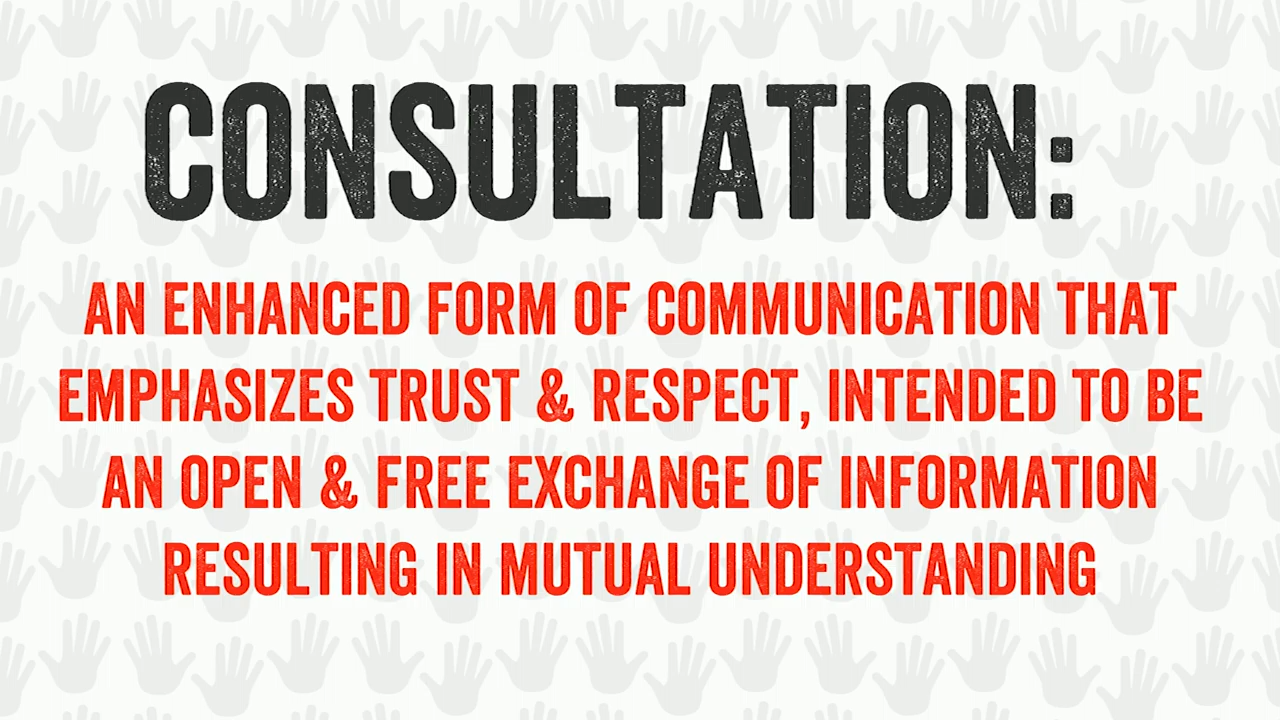 CONSULTATION:
AN ENHANCED FORM OF COMMUNICATION THAT
EMPHASIZES TRUST & RESPECT, INTENDED TO BE
AN OPEN & FREE EXCHANGE OF INFORMATION
RESULTING IN MUTUAL UNDERSTANDING